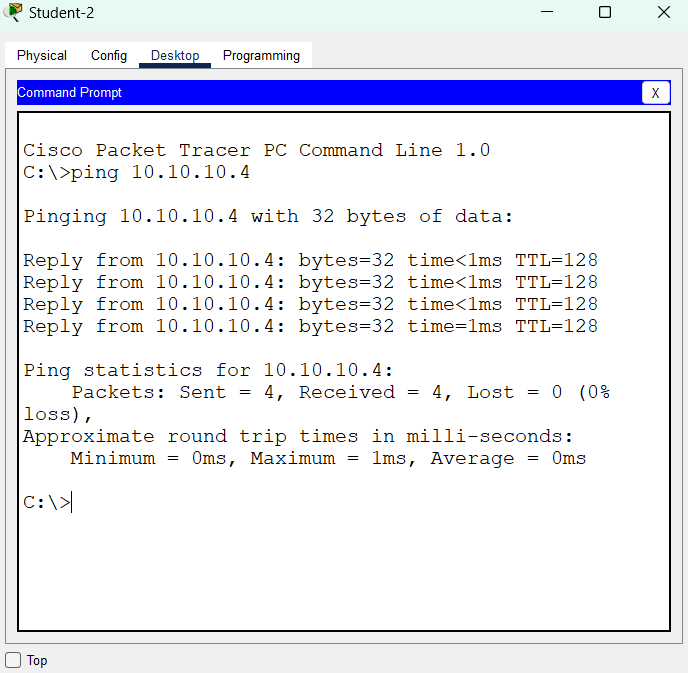 Student-2
Physical Config Desktop Programming
Command Prompt X
Cisco Packet Tracer PC Command Line 1.0
C:\>ping 10.10.10.4
Pinging 10.10.10.4 with 32 bytes of data:
Reply from 10.10.10.4: bytes=32 time<1ms TTL=128
Reply from 10.10.10.4: bytes=32 time<1ms TTL=128
Reply from 10.10.10.4: bytes=32 time<1ms TTL=128
Reply from 10.10.10.4: bytes=32 time=1ms TTL=128
Ping statistics for 10.10.10.4:
Packets: Sent = 4, Received = 4, Lost = 0 (0%
loss),
Approximate round trip times in milli-seconds:
Minimum = 0ms, Maximum = 1ms, Average = 0ms
C:\>
Top